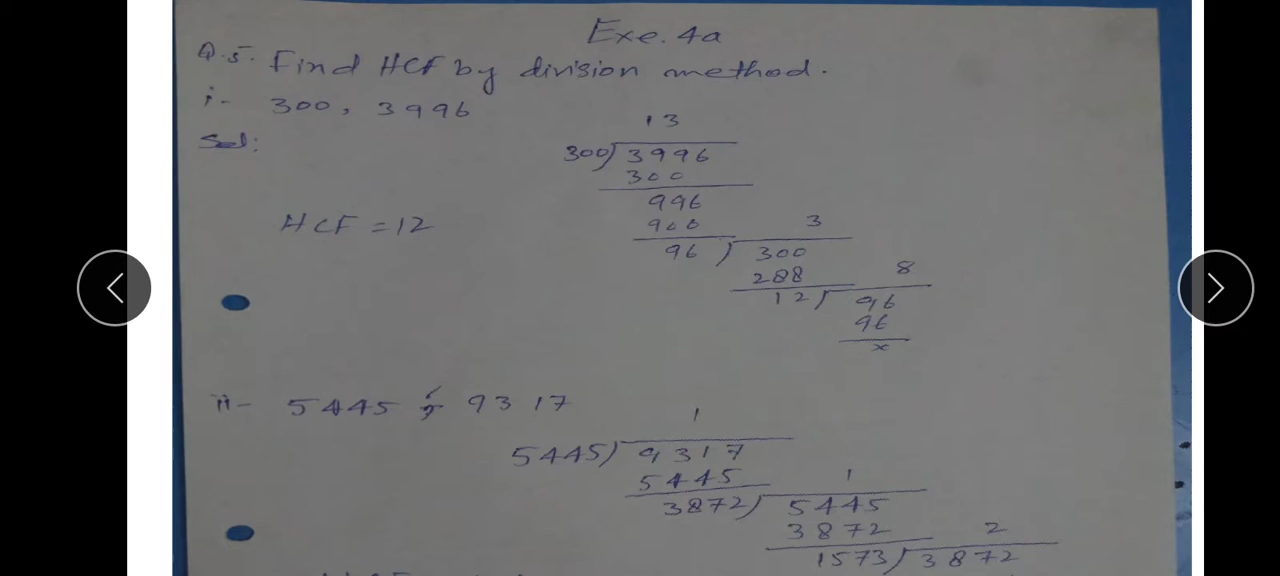 Exe. 4a
Q.5. Find HCF by division method.
i- 300, 3996
Sol:
13
300) 3996
300
996
HCF = 12
900 3
96 ) 300
288 8
12) 96
96
x
ii- 5445 , 9317
1
5445) 9317
5445 1
3872) 5445
3872 2
1573) 3872